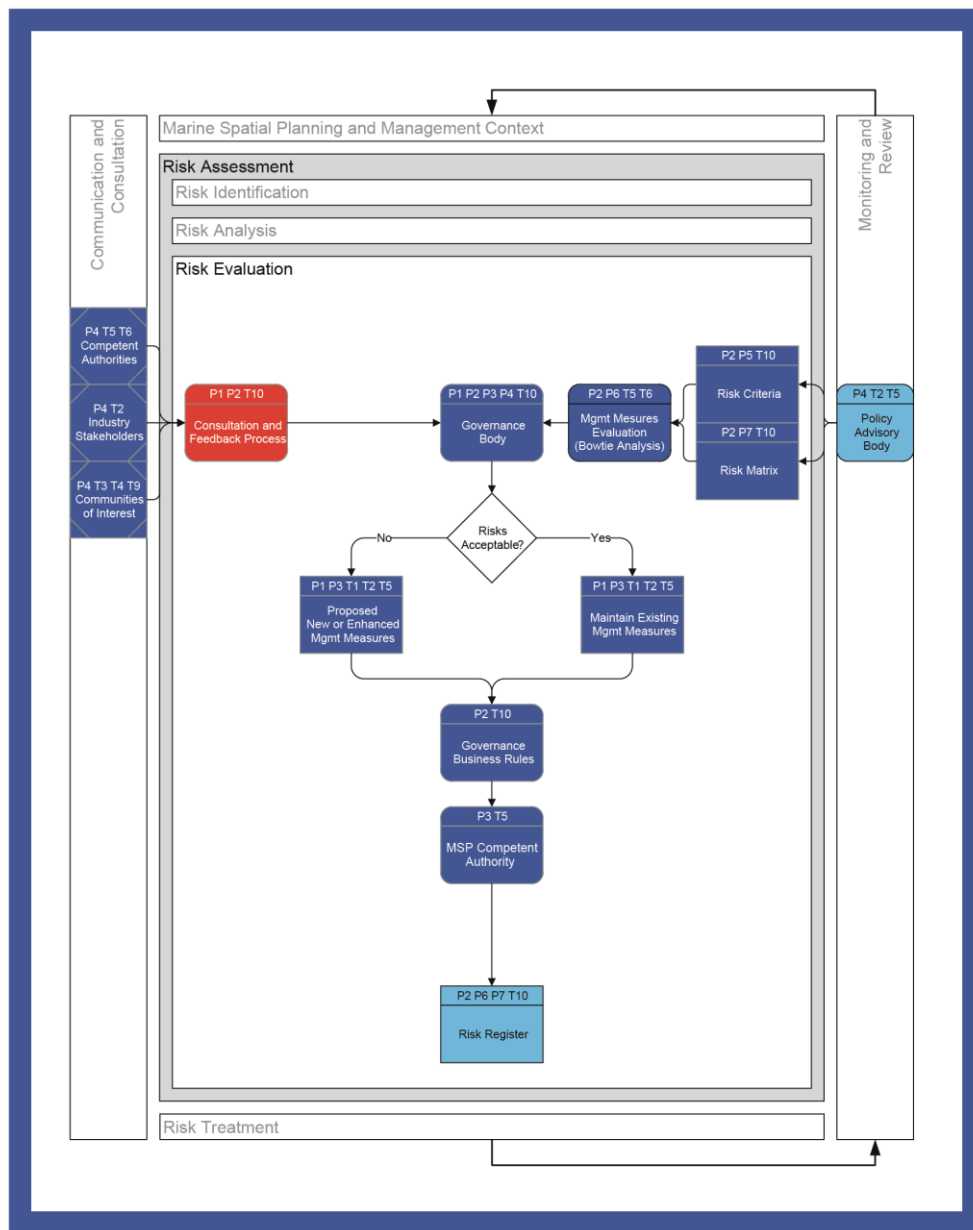 Communication and
Consultation
Marine Spatial Planning and Management Context
Monitoring and
Review
Risk Assessment
Risk Identification
Risk Analysis
Risk Evaluation
P4 T5 T6
Competent
Authorities
P4 T2
Industry
Stakeholders
P4 T3 T4 T9
Communities
of Interest
P1 P2 T10
Consultation and
Feedback Process
P1 P2 P3 P4 T10
Governance
Body
P2 P6 T5 T6
Mgmt Mesures
Evaluation
(Bowtie Analysis)
P2 P5 T10
Risk Criteria
P2 P7 T10
Risk Matrix
P4 T2 T5
Policy
Advisory
Body
Risks
Acceptable?
No
Yes
P1 P3 T1 T2 T5
Proposed
New or Enhanced
Mgmt Measures
P1 P3 T1 T2 T5
Maintain Existing
Mgmt Measures
P2 T10
Governance
Business Rules
P3 T5
MSP Competent
Authority
P2 P6 P7 T10
Risk Register
Risk Treatment